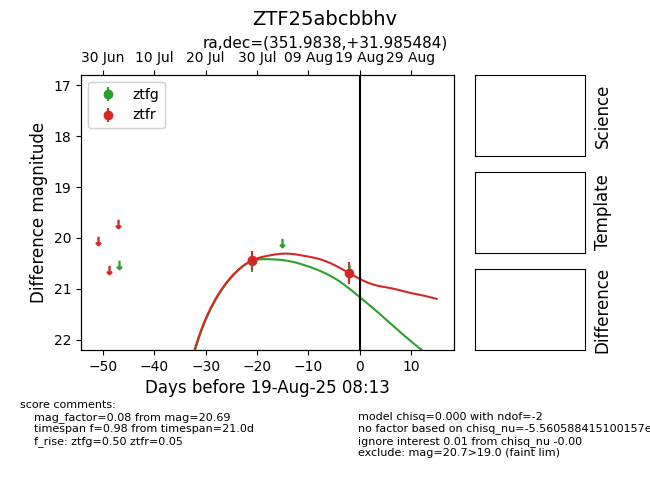 ZTF25abcbbhv
ra,dec=(351.9838,+31.985484)
30 Jun 10 Jul 20 Jul 30 Jul 09 Aug 19 Aug 29 Aug
ztfg
ztfr
17
18
19
20
21
22
Difference magnitude
−50 −40 −30 −20 −10 0 10
Days before 19-Aug-25 08:13
Science
Template
Difference
score comments:
mag_factor=0.08 from mag=20.69
timespan f=0.98 from timespan=21.0d
f_rise: ztfg=0.50 ztfr=0.05
model chisq=0.000 with ndof=-2
no factor based on chisq_nu=-5.560588415100157e
ignore interest 0.01 from chisq_nu -0.00
exclude: mag=20.7>19.0 (faint lim)